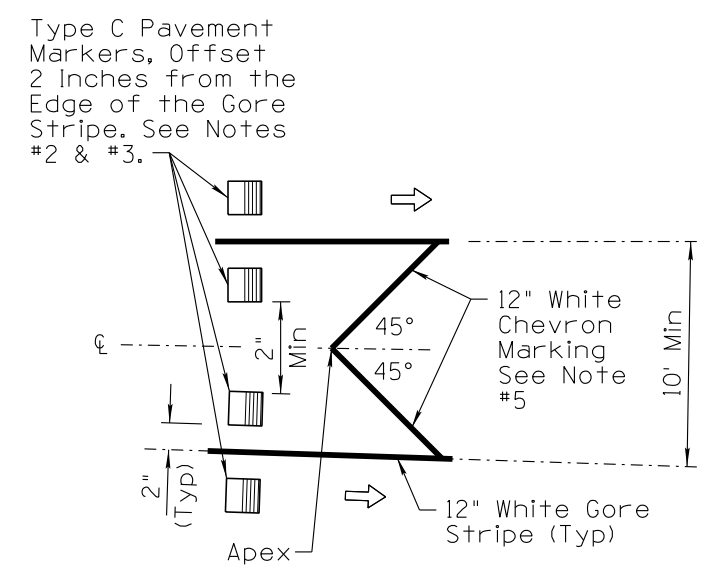 Type C Pavement
Markers, Offset
2 Inches from the
Edge of the Gore
Stripe. See Notes
#2 & #3.
45°
45°
℄
2"
Min
12" White
Chevron
Marking
See Note
#5
10' Min
2"
(Typ)
12" White Gore
Stripe (Typ)
Apex